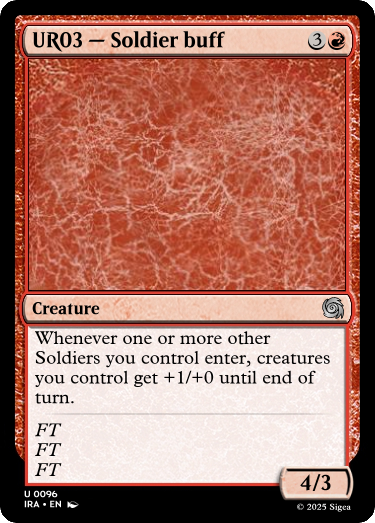 UR03 — Soldier buff 3
Creature
Whenever one or more other
Soldiers you control enter, creatures
you control get +1/+0 until end of
turn.
FT
FT
FT
4/3
U 0096
IRA • EN
© 2025 Sigea